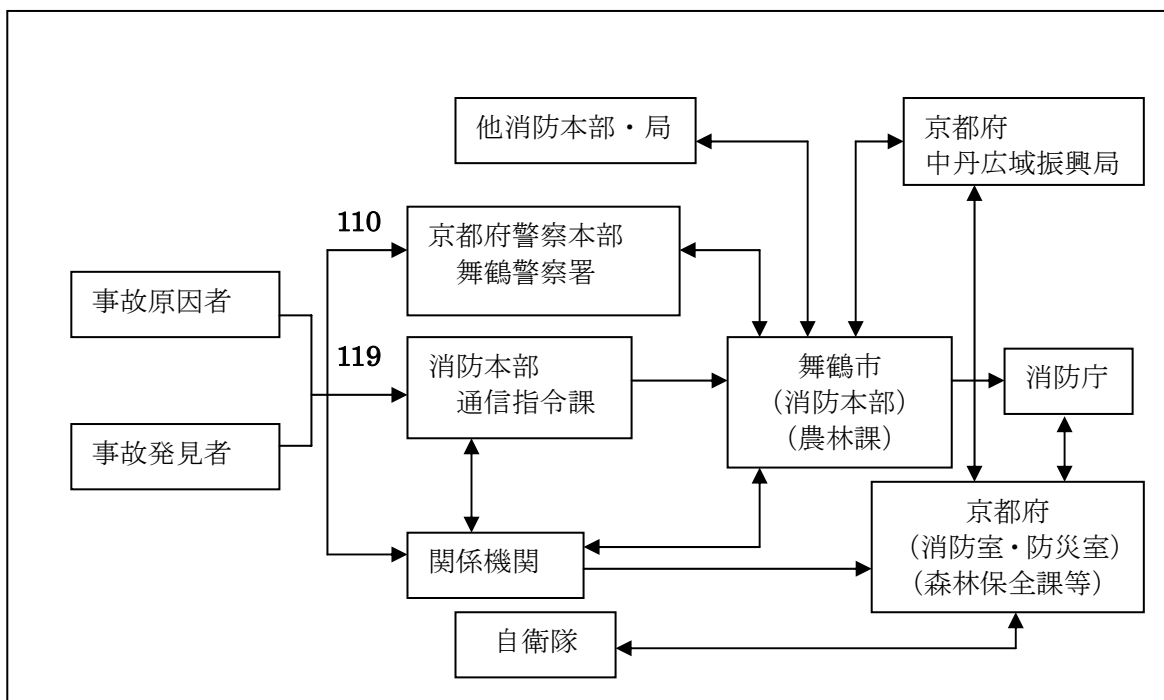 他消防本部・局
京都府
中丹広域振興局
110
京都府警察本部
舞鶴警察署
事故原因者
119
消防本部
通信指令課
舞鶴市
（消防本部）
（農林課）
消防庁
事故発見者
京都府
（消防室・防災室）
（森林保全課等）
関係機関
自衛隊